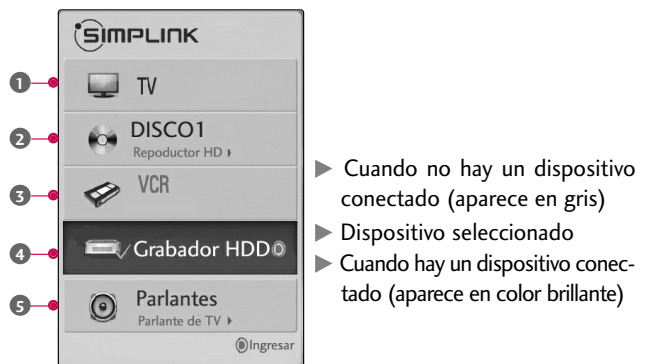 SIMPLINK
1
TV
2
DISCO1
Repoductor HD
3
VCR
4
Grabador HDD
5
Parlantes
Parlante de TV
Ingresar
Cuando no hay un dispositivo
conectado (aparece en gris)
Dispositivo seleccionado
Cuando hay un dispositivo conec-
tado (aparece en color brillante)